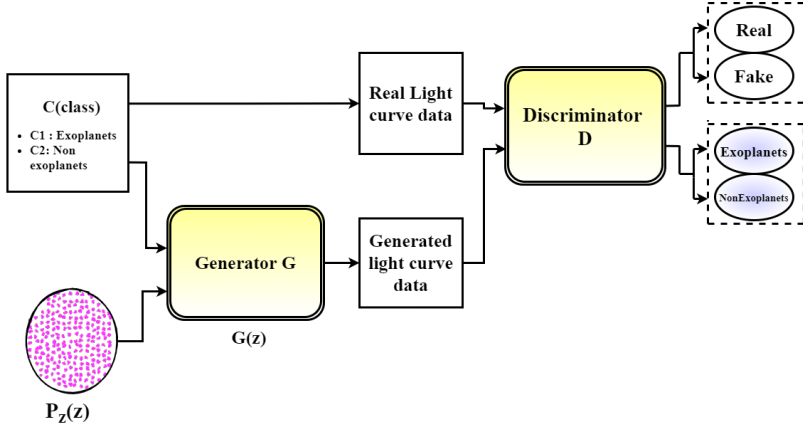 C(class)
• C1 : Exoplanets
• C2: Non
exoplanets
Real Light
curve data
Discriminator
D
Real
Fake
Exoplanets
NonExoplanets
Generator G
G(z)
Generated
light curve
data
Pz(z)